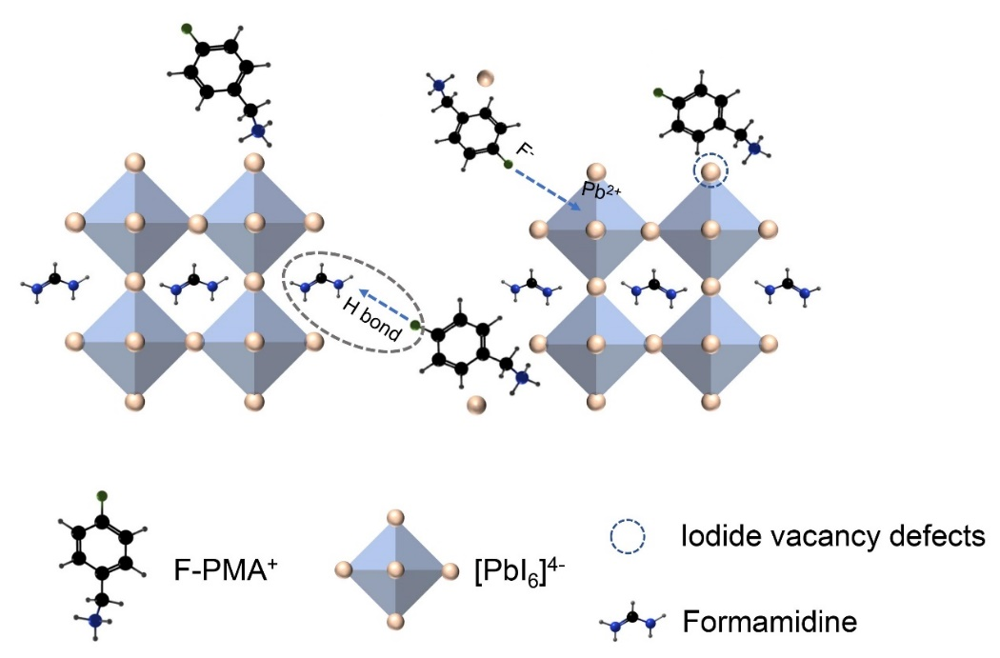 F-
Pb²⁺
H bond
F-PMA⁺
[PbI₆]⁴⁻
Iodide vacancy defects
Formamidine